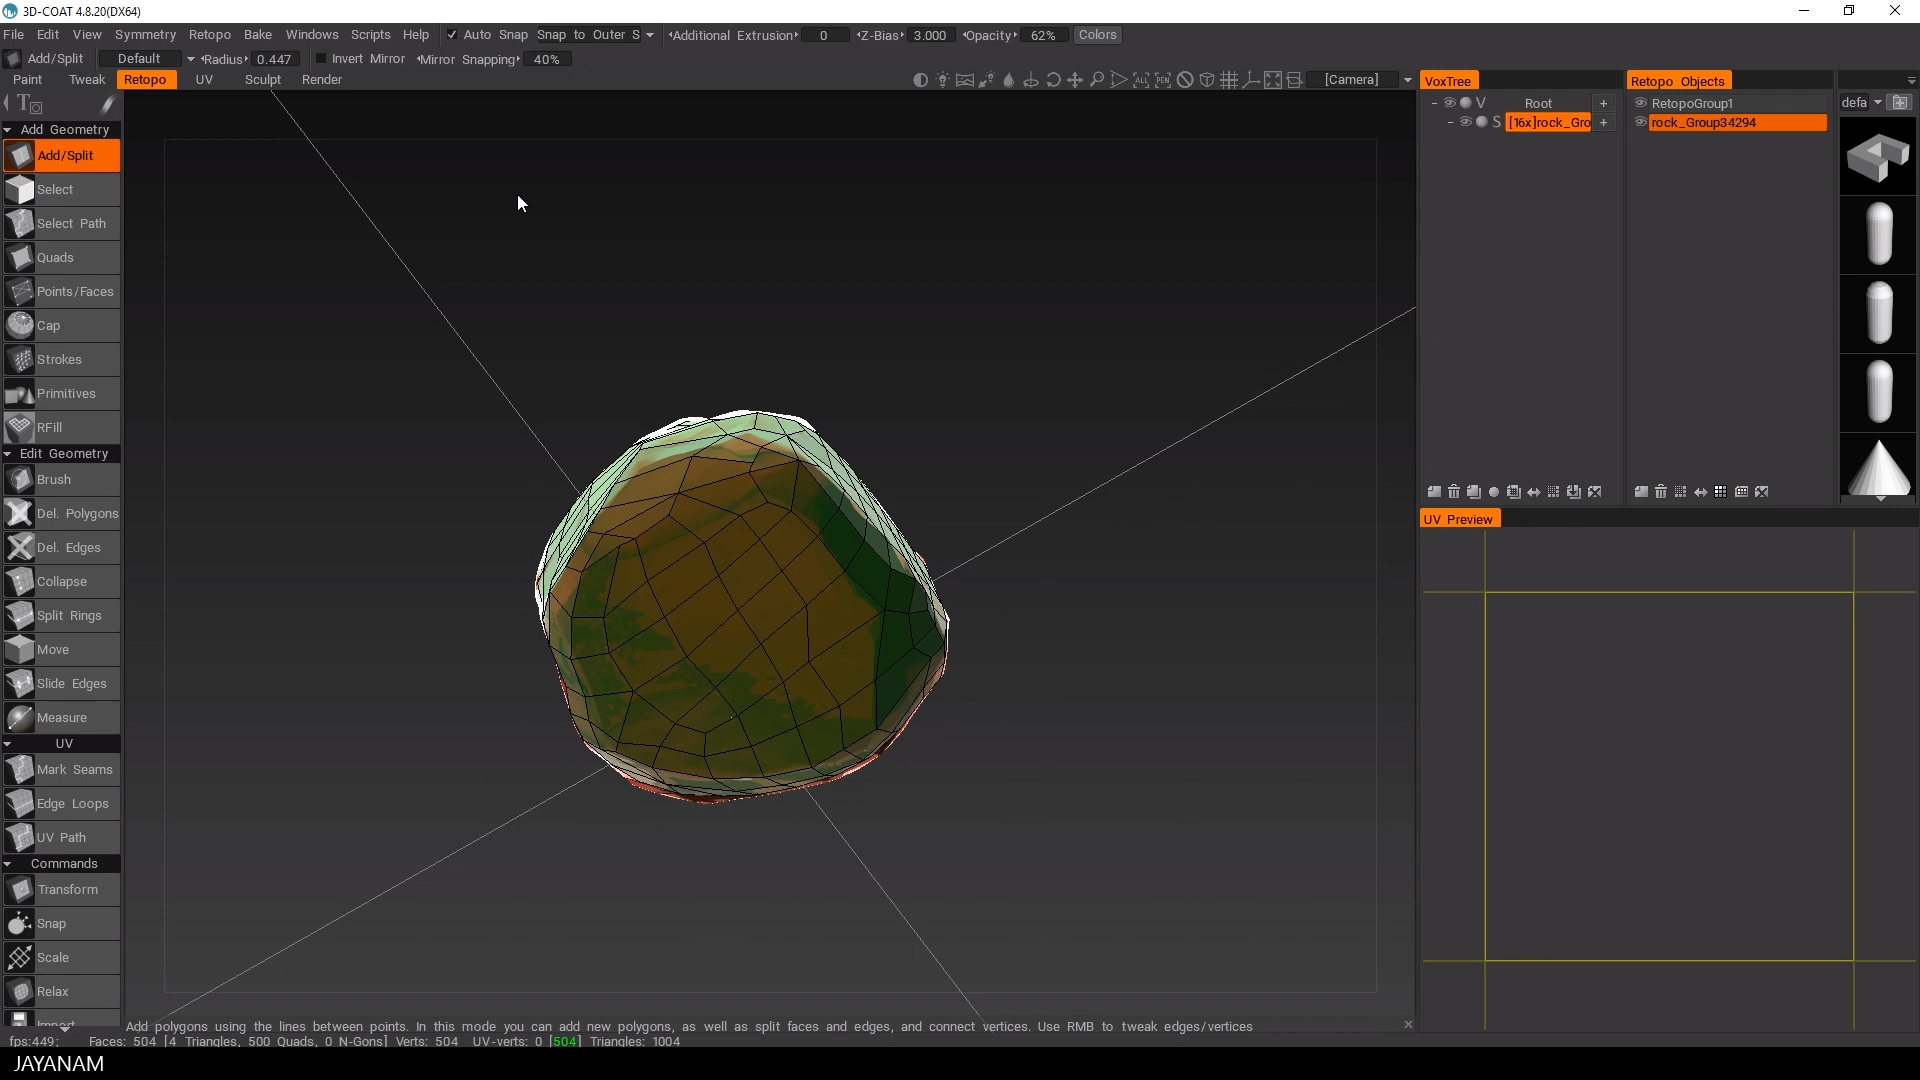 3D-COAT 4.8.20(DX64)
File Edit View Symmetry Retopo Bake Windows Scripts Help Auto Snap Snap to Outer S Additional Extrusion 0 Z-Bias 3.000 Opacity 62% Colors
Add/Split Default Radius 0.447 Invert Mirror Mirror Snapping 40%
Paint Tweak Retopo UV Sculpt Render [Camera]
VoxTree
Retopo Objects
V Root +
S [16x]rock_Gro +
RetopoGroup1
rock_Group34294
defa
Add Geometry
Add/Split
Select
Select Path
Quads
Points/Faces
Cap
Strokes
Primitives
RFill
Edit Geometry
Brush
Del. Polygons
Del. Edges
Collapse
Split Rings
Move
Slide Edges
Measure
UV
Mark Seams
Edge Loops
UV Path
Commands
Transform
Snap
Scale
Relax
Import
UV Preview
Add polygons using the lines between points. In this mode you can add new polygons, as well as split faces and edges, and connect vertices. Use RMB to tweak edges/vertices
fps:449; Faces: 504 [4 Triangles, 500 Quads, 0 N-Gons] Verts: 504 UV-verts: 0 [504] Triangles: 1004
JAYANAM